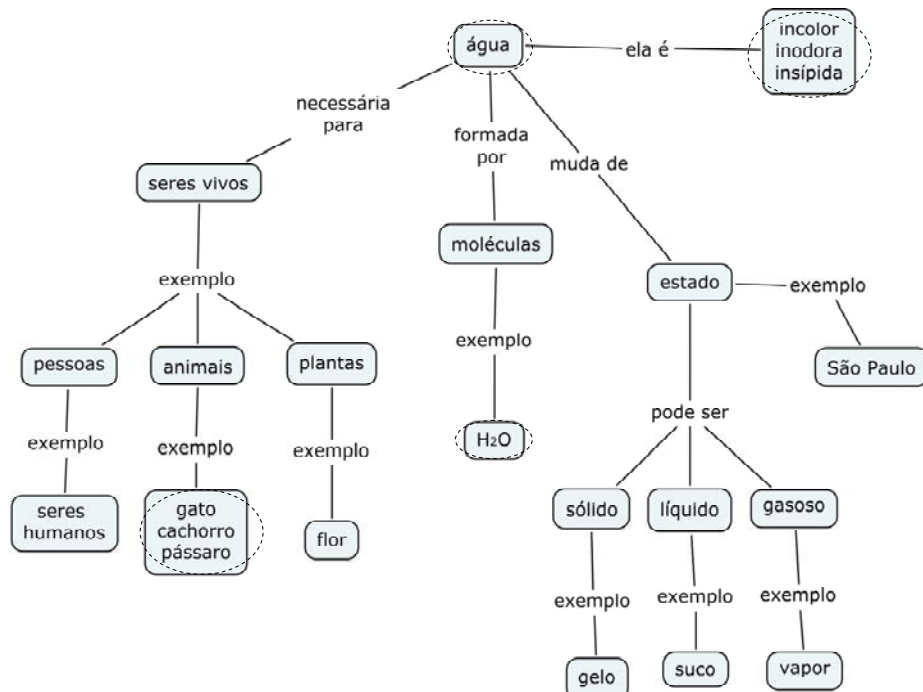 água
ela é
incolor
inodora
insípida
necessária
para
formada
por
muda de
seres vivos
moléculas
estado
exemplo
São Paulo
exemplo
pessoas
animais
plantas
exemplo
exemplo
exemplo
seres
humanos
gato
cachorro
pássaro
flor
exemplo
H₂O
pode ser
sólido
líquido
gasoso
exemplo
exemplo
exemplo
gelo
suco
vapor